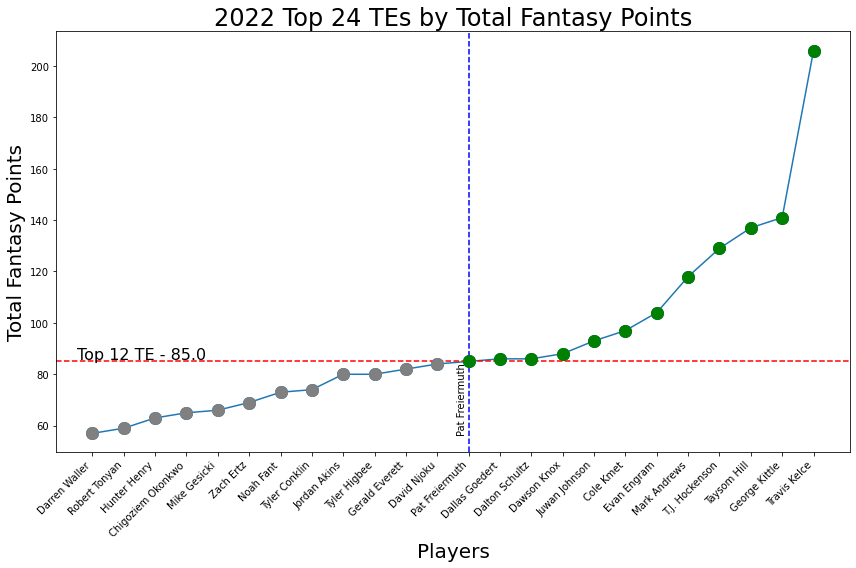 2022 Top 24 TEs by Total Fantasy Points
Total Fantasy Points
200
180
160
140
120
100
80
60
Top 12 TE - 85.0
Pat Freiermuth
Darren Waller
Robert Tonyan
Hunter Henry
Chigoziem Okonkwo
Mike Gesicki
Zach Ertz
Noah Fant
Tyler Conklin
Jordan Akins
Tyler Higbee
Gerald Everett
David Njoku
Pat Freiermuth
Dallas Goedert
Dalton Schultz
Dawson Knox
Juwan Johnson
Cole Kmet
Evan Engram
Mark Andrews
T.J. Hockenson
Taysom Hill
George Kittle
Travis Kelce
Players